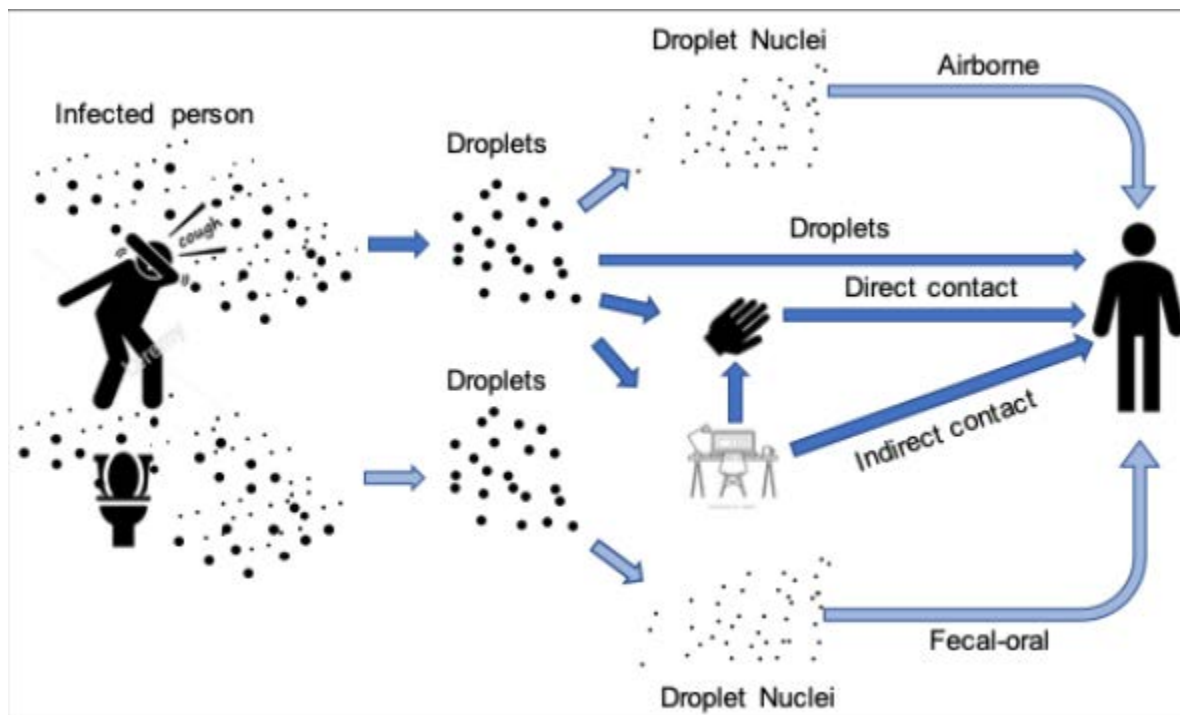 Droplet Nuclei
Airborne
Infected person
Droplets
cough
Droplets
Direct contact
Droplets
Indirect contact
Fecal-oral
Droplet Nuclei